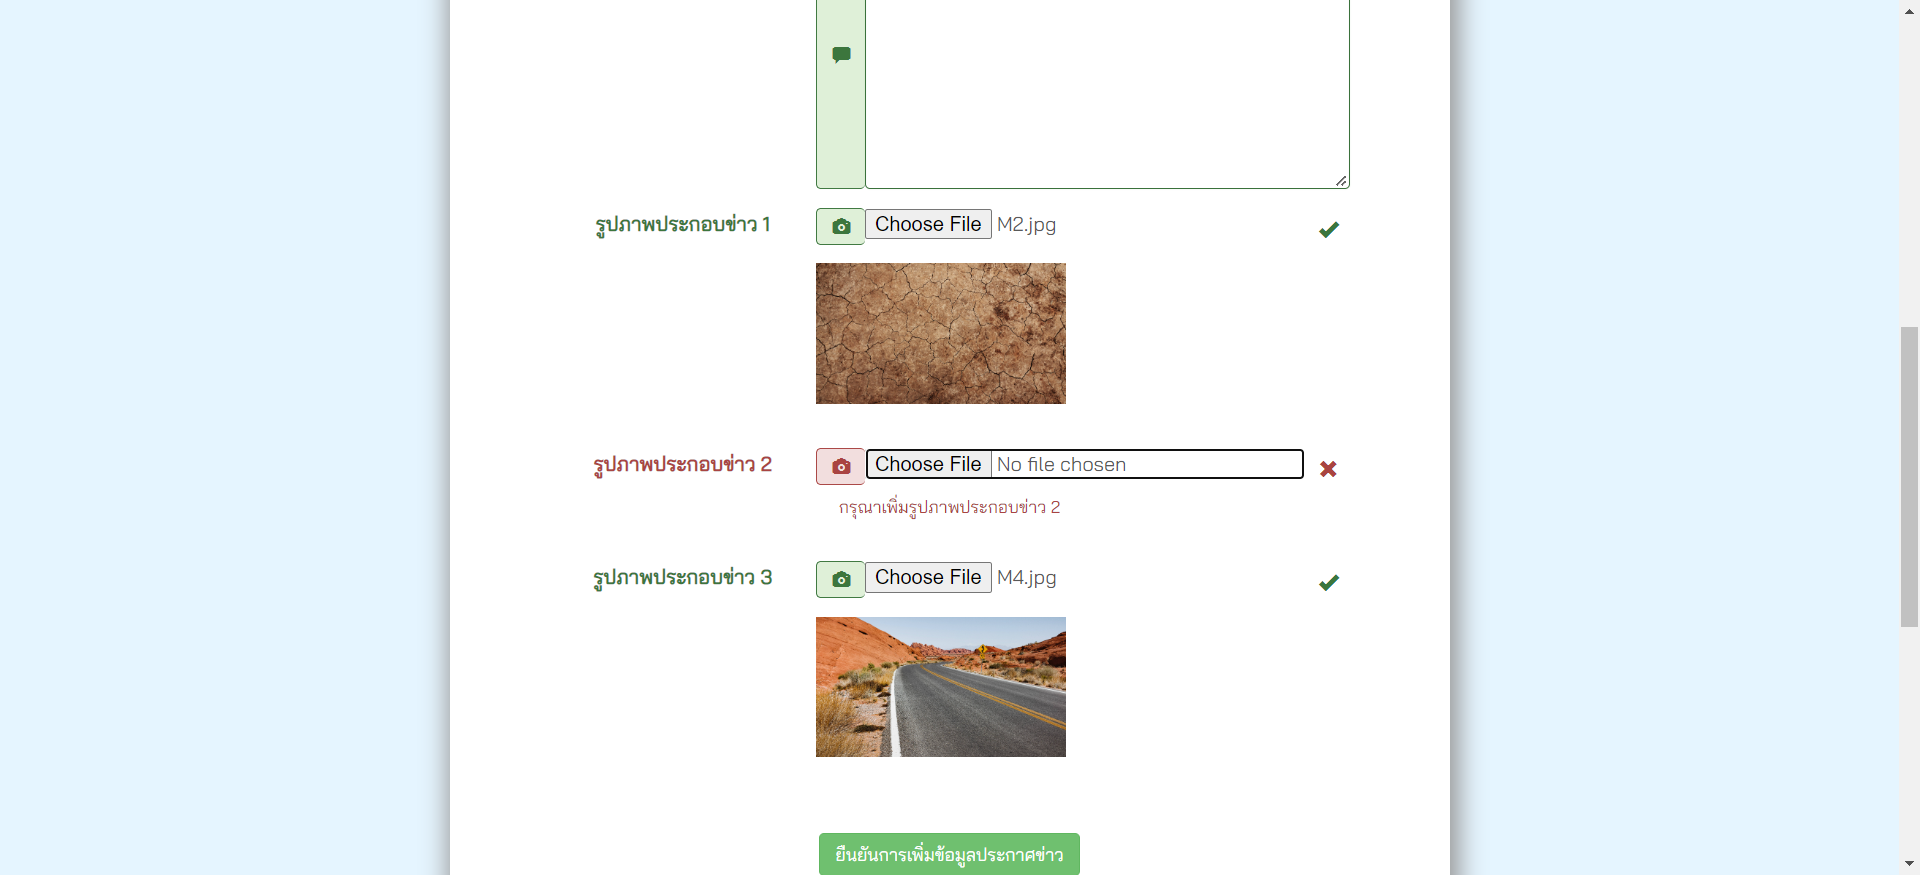 รูปภาพประกอบข่าว 1 Choose File M2.jpg
รูปภาพประกอบข่าว 2 Choose File No file chosen
กรุณาเพิ่มรูปภาพประกอบข่าว 2
รูปภาพประกอบข่าว 3 Choose File M4.jpg
ยืนยันการเพิ่มข้อมูลประกาศข่าว